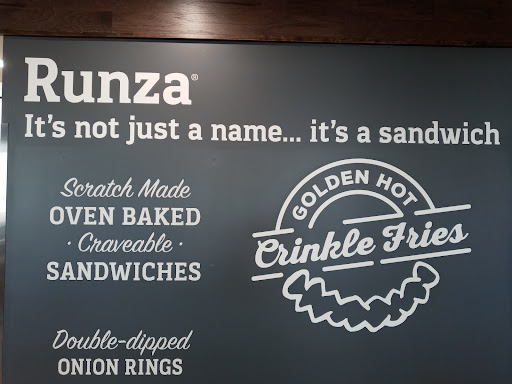 Runza®
It's not just a name... it's a sandwich
Scratch Made
OVEN BAKED
· Craveable ·
SANDWICHES
GOLDEN HOT
Crinkle Fries
Double-dipped
ONION RINGS